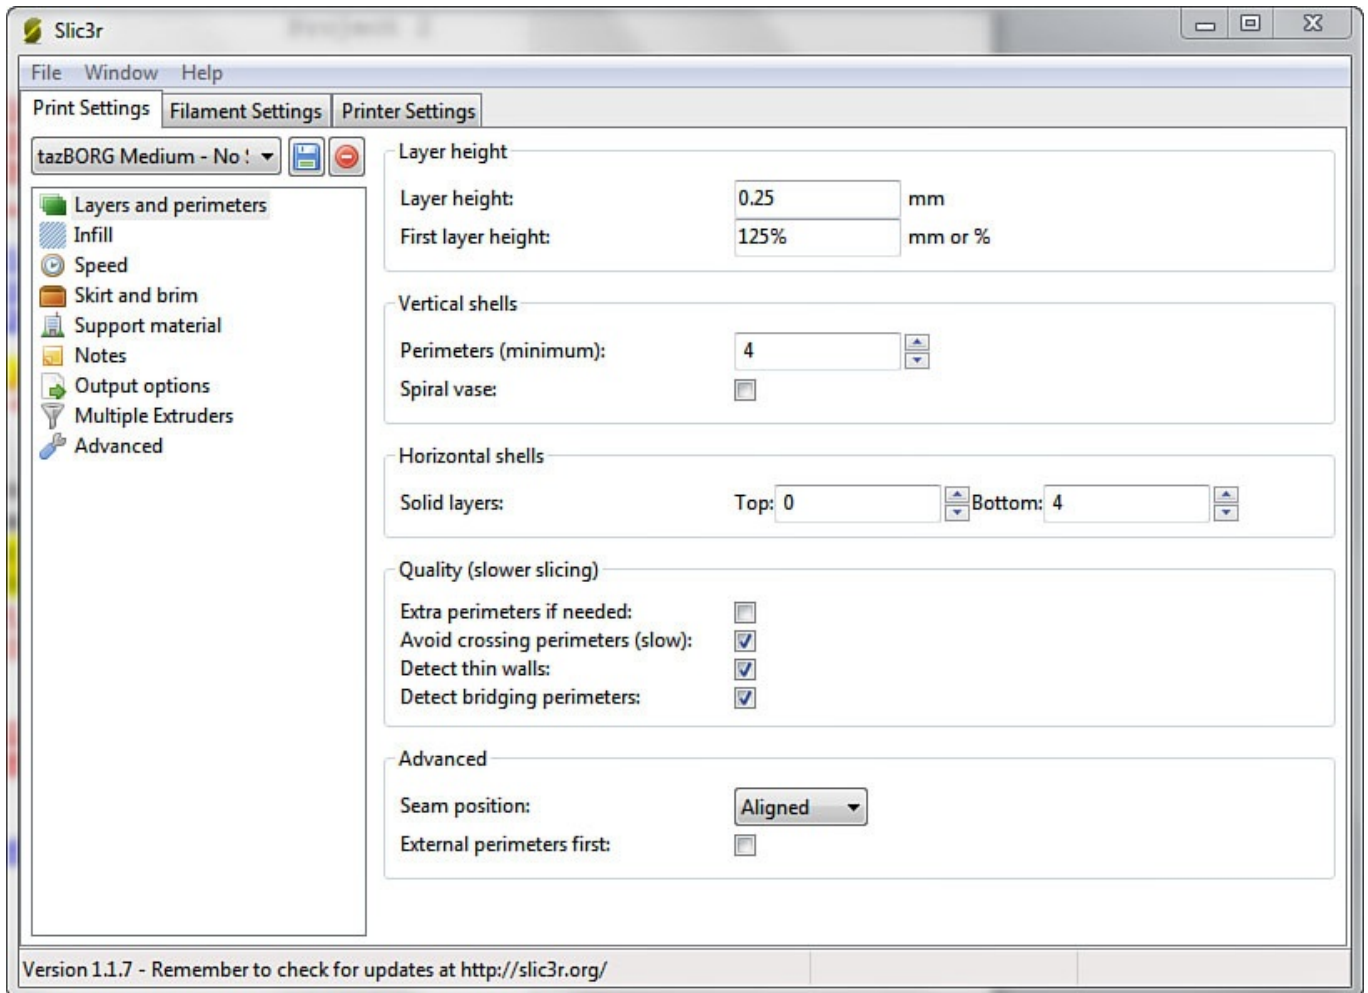 Slic3r
File Window Help
Print Settings Filament Settings Printer Settings
tazBORG Medium - No
Layers and perimeters
Infill
Speed
Skirt and brim
Support material
Notes
Output options
Multiple Extruders
Advanced
Layer height
Layer height: 0.25 mm
First layer height: 125% mm or %
Vertical shells
Perimeters (minimum): 4
Spiral vase:
Horizontal shells
Solid layers: Top: 0 Bottom: 4
Quality (slower slicing)
Extra perimeters if needed:
Avoid crossing perimeters (slow):
Detect thin walls:
Detect bridging perimeters:
Advanced
Seam position: Aligned
External perimeters first:
Version 1.1.7 - Remember to check for updates at http://slic3r.org/